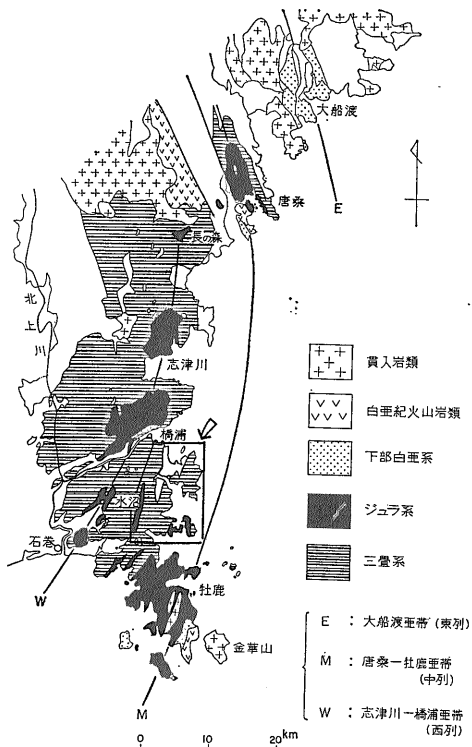 大船渡
唐桑
E
長の森
北
上
川
志津川
橋浦
水沼
石巻
W
牡鹿
金華山
M
0 10 20km
貫入岩類
白亜紀火山岩類
下部白亜系
ジュラ系
三畳系
E : 大船渡亜帯(東列)
M : 唐桑―牡鹿亜帯
(中列)
W : 志津川―橋浦亜帯
(西列)